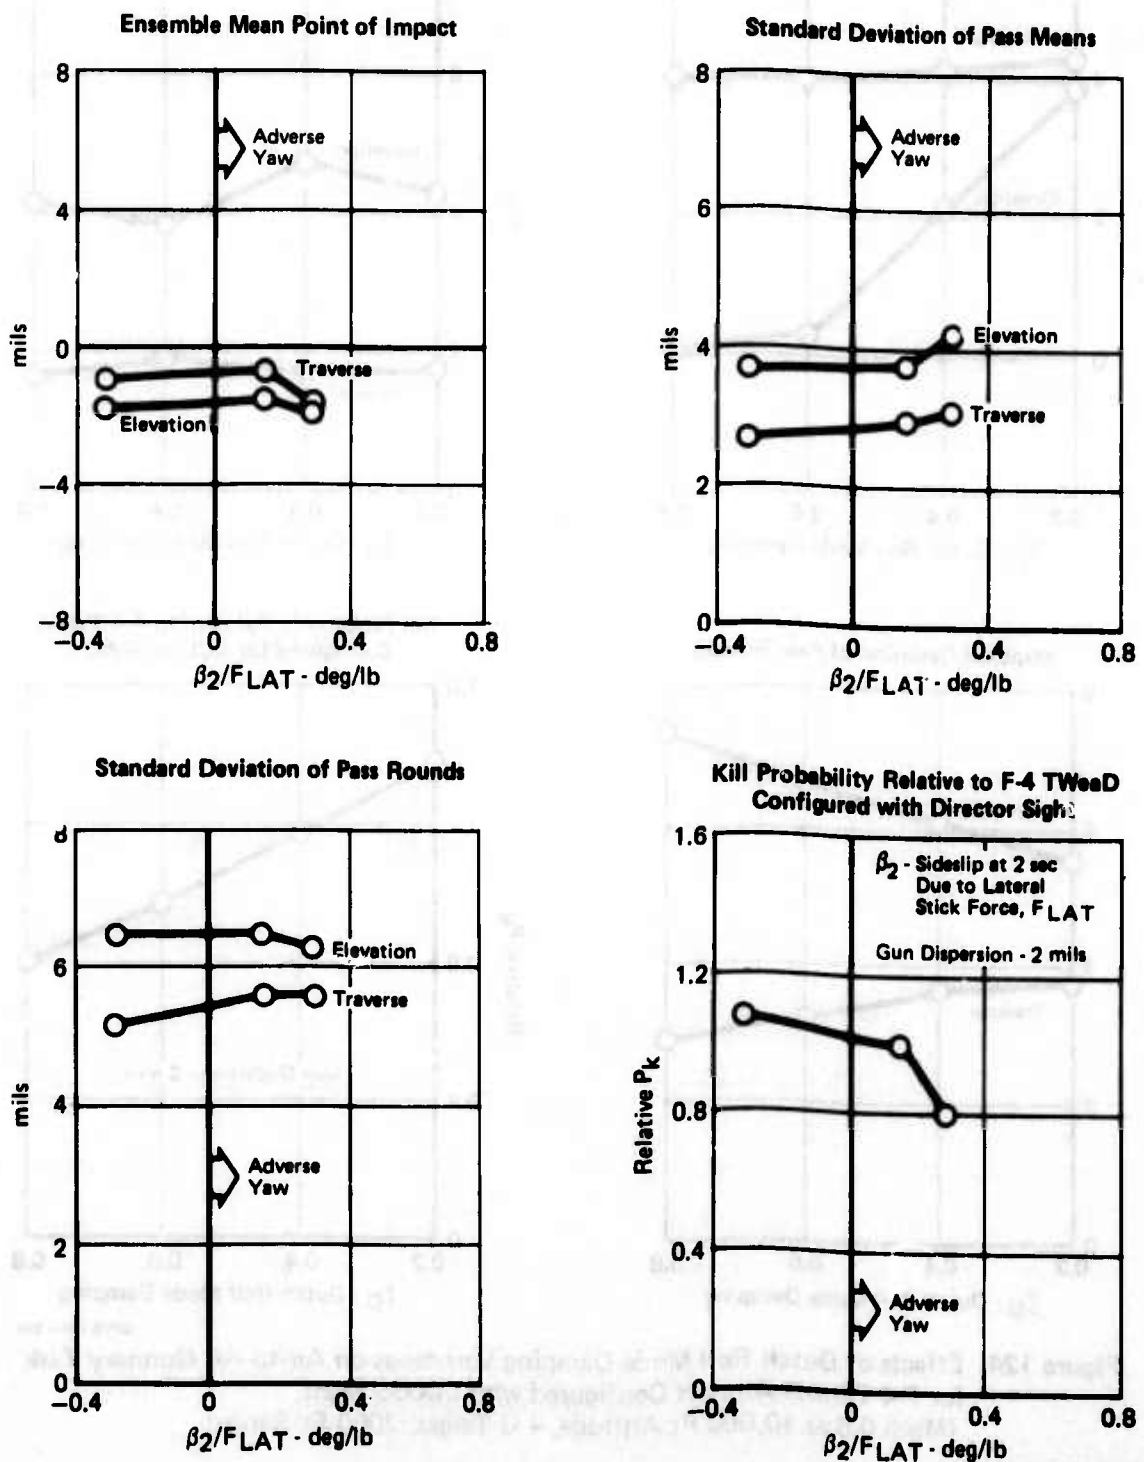 Ensemble Mean Point of Impact
8
4
0
−4
−8
mils
Adverse
Yaw
Traverse
Elevation
−0.4
0
0.4
0.8
β2/FLAT - deg/lb
Standard Deviation of Pass Means
8
6
4
2
0
mils
Adverse
Yaw
Elevation
Traverse
−0.4
0
0.4
0.8
β2/FLAT - deg/lb
Standard Deviation of Pass Rounds
8
6
4
2
0
mils
Elevation
Traverse
Adverse
Yaw
−0.4
0
0.4
0.8
β2/FLAT - deg/lb
Kill Probability Relative to F-4 TWeaD
Configured with Director Sight
1.6
1.2
0.8
0.4
0
Relative Pk
β2 - Sideslip at 2 sec
Due to Lateral
Stick Force, FLAT
Gun Dispersion - 2 mils
Adverse
Yaw
−0.4
0
0.4
0.8
β2/FLAT - deg/lb